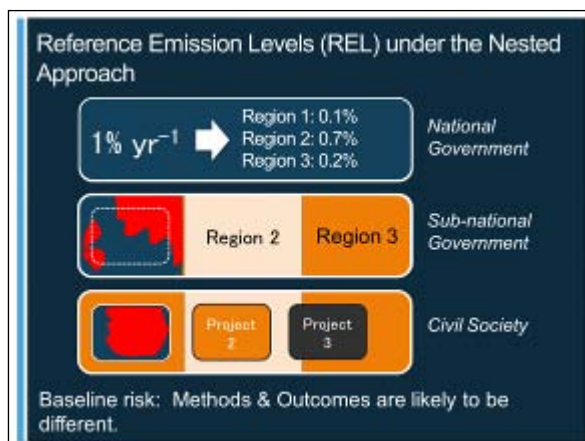 Reference Emission Levels (REL) under the Nested
Approach
1% yr⁻¹
Region 1: 0.1%
Region 2: 0.7%
Region 3: 0.2%
National
Government
Region 2
Region 3
Sub-national
Government
Project
2
Project
3
Civil Society
Baseline risk: Methods & Outcomes are likely to be
different.